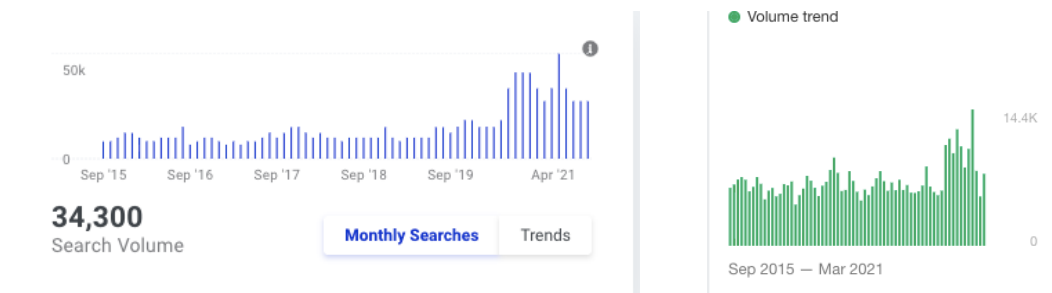 50k
0
Sep '15 Sep '16 Sep '17 Sep '18 Sep '19 Apr '21
34,300
Search Volume
Monthly Searches Trends
Volume trend
14.4K
0
Sep 2015 — Mar 2021